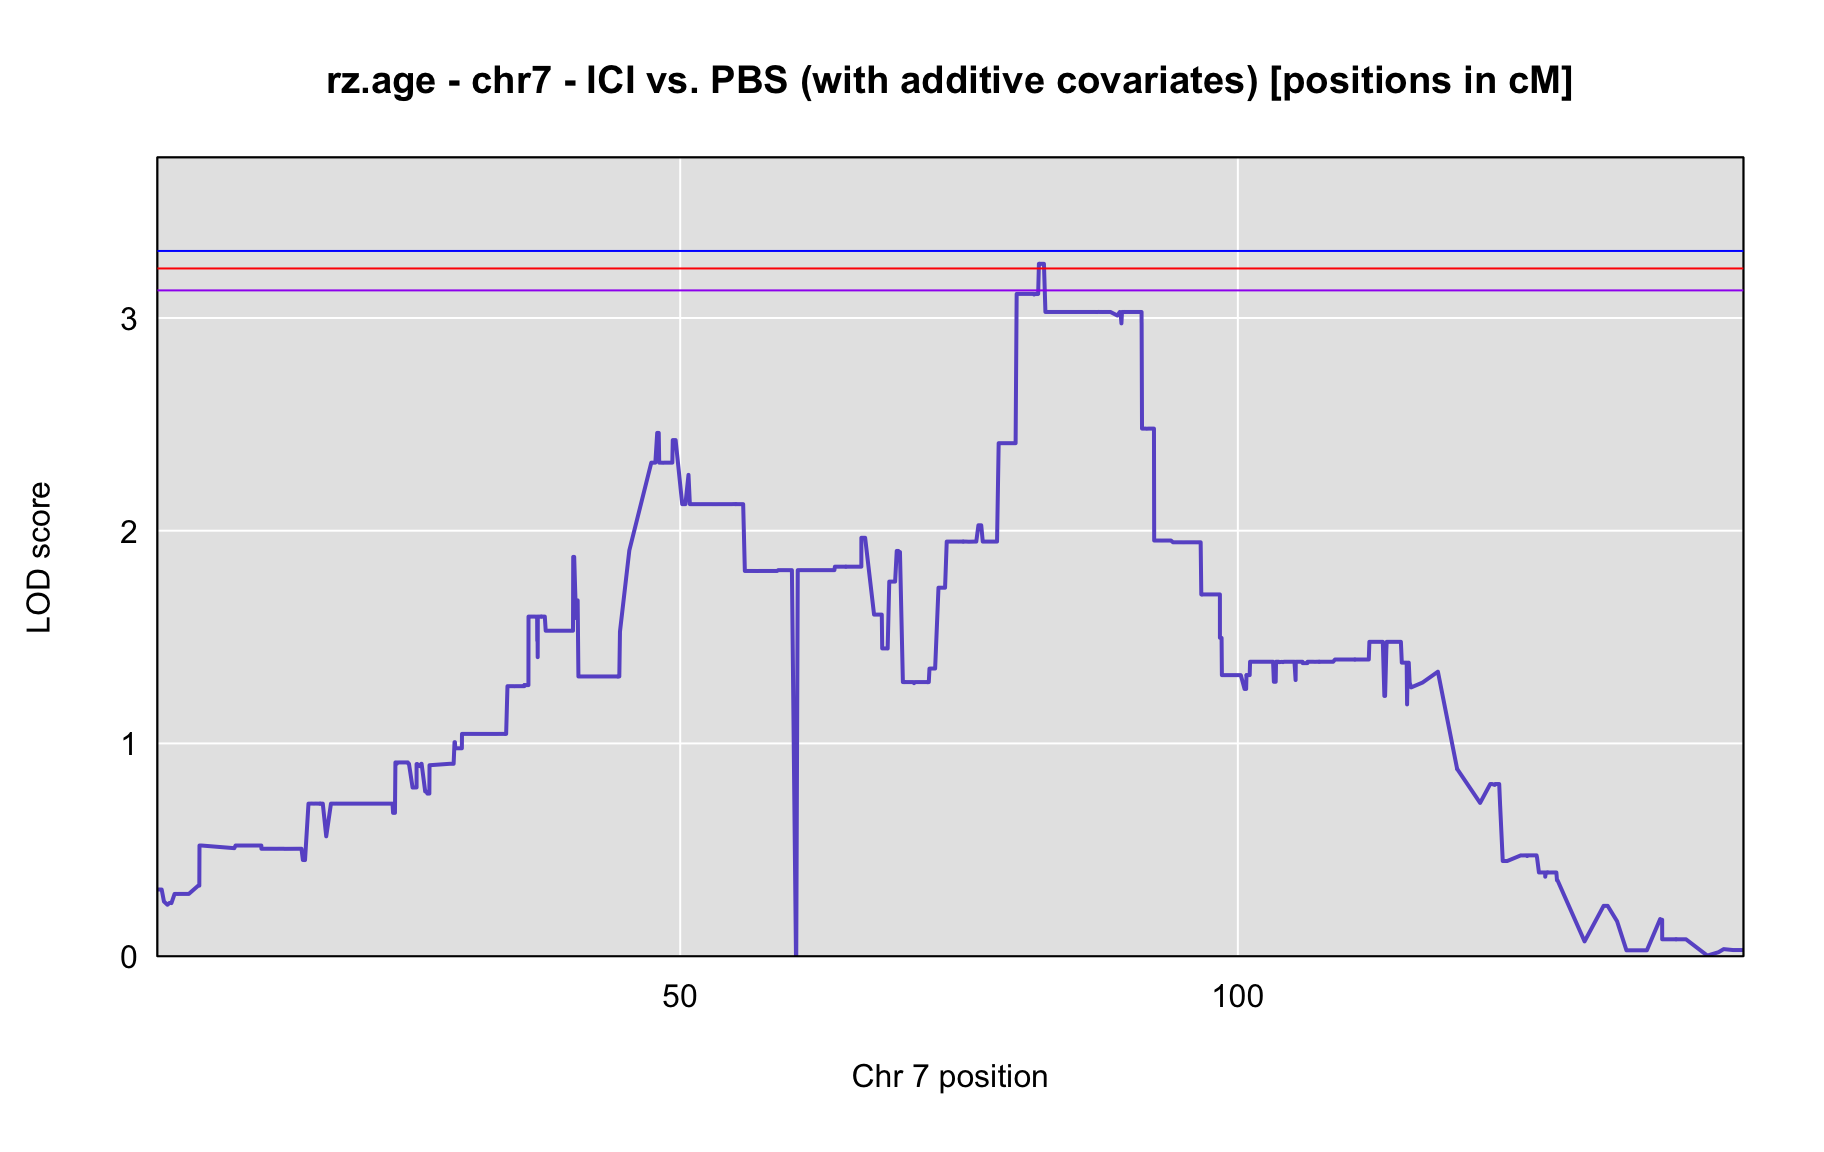 rz.age - chr7 - ICI vs. PBS (with additive covariates) [positions in cM]
LOD score
3
2
1
0
50
100
Chr 7 position